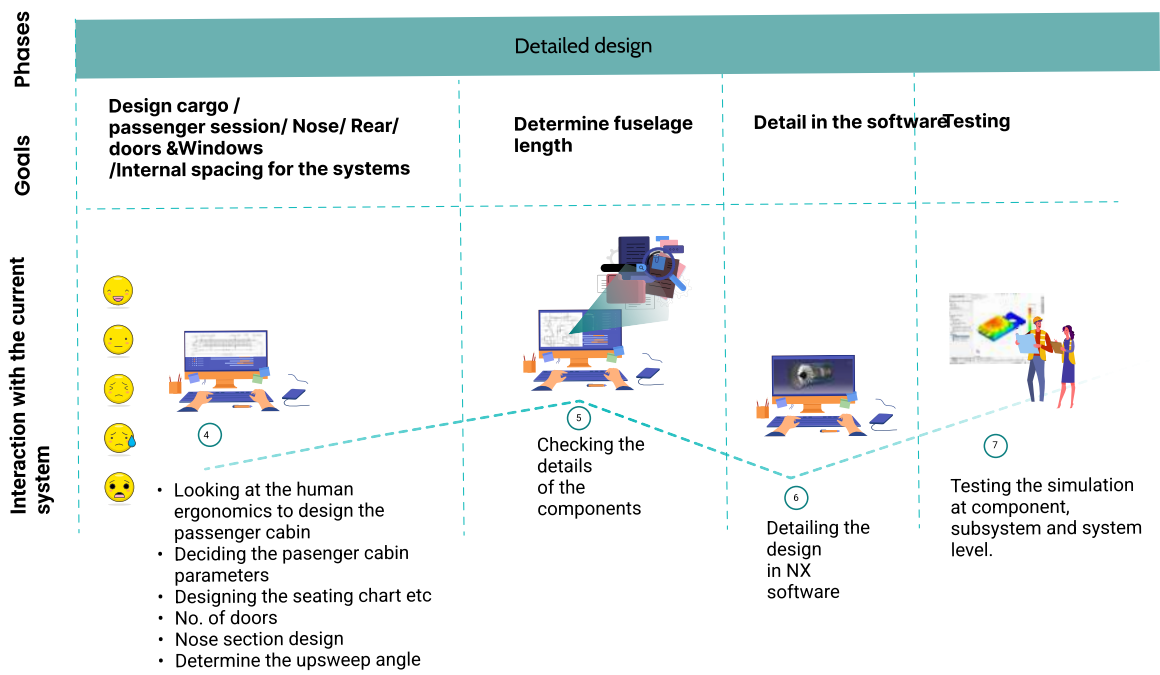 Phases
Detailed design
Goals
Design cargo /
passenger session/ Nose/ Rear/
doors &Windows
/Internal spacing for the systems
Determine fuselage
length
Detail in the software
Testing
Interaction with the current
system
4
• Looking at the human
ergonomics to design the
passenger cabin
• Deciding the pasenger cabin
parameters
• Designing the seating chart etc
• No. of doors
• Nose section design
• Determine the upsweep angle
5
Checking the
details
of the
components
6
Detailing the
design
in NX
software
7
Testing the simulation
at component,
subsystem and system
level.